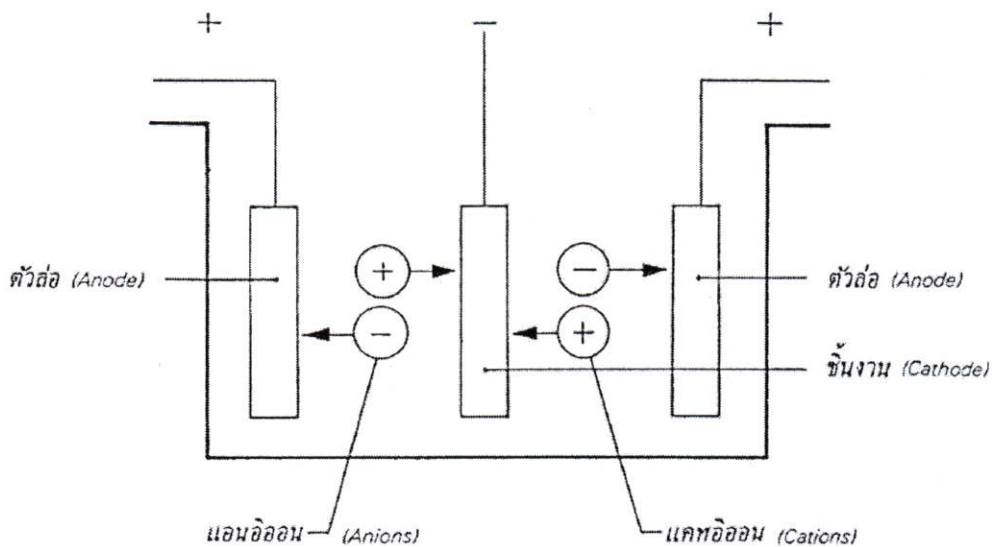 + − +
ตัวล่อ (Anode)
+ −
ตัวล่อ (Anode)
− +
ชิ้นงาน (Cathode)
แอนอิออน (Anions)
แคทอิออน (Cations)